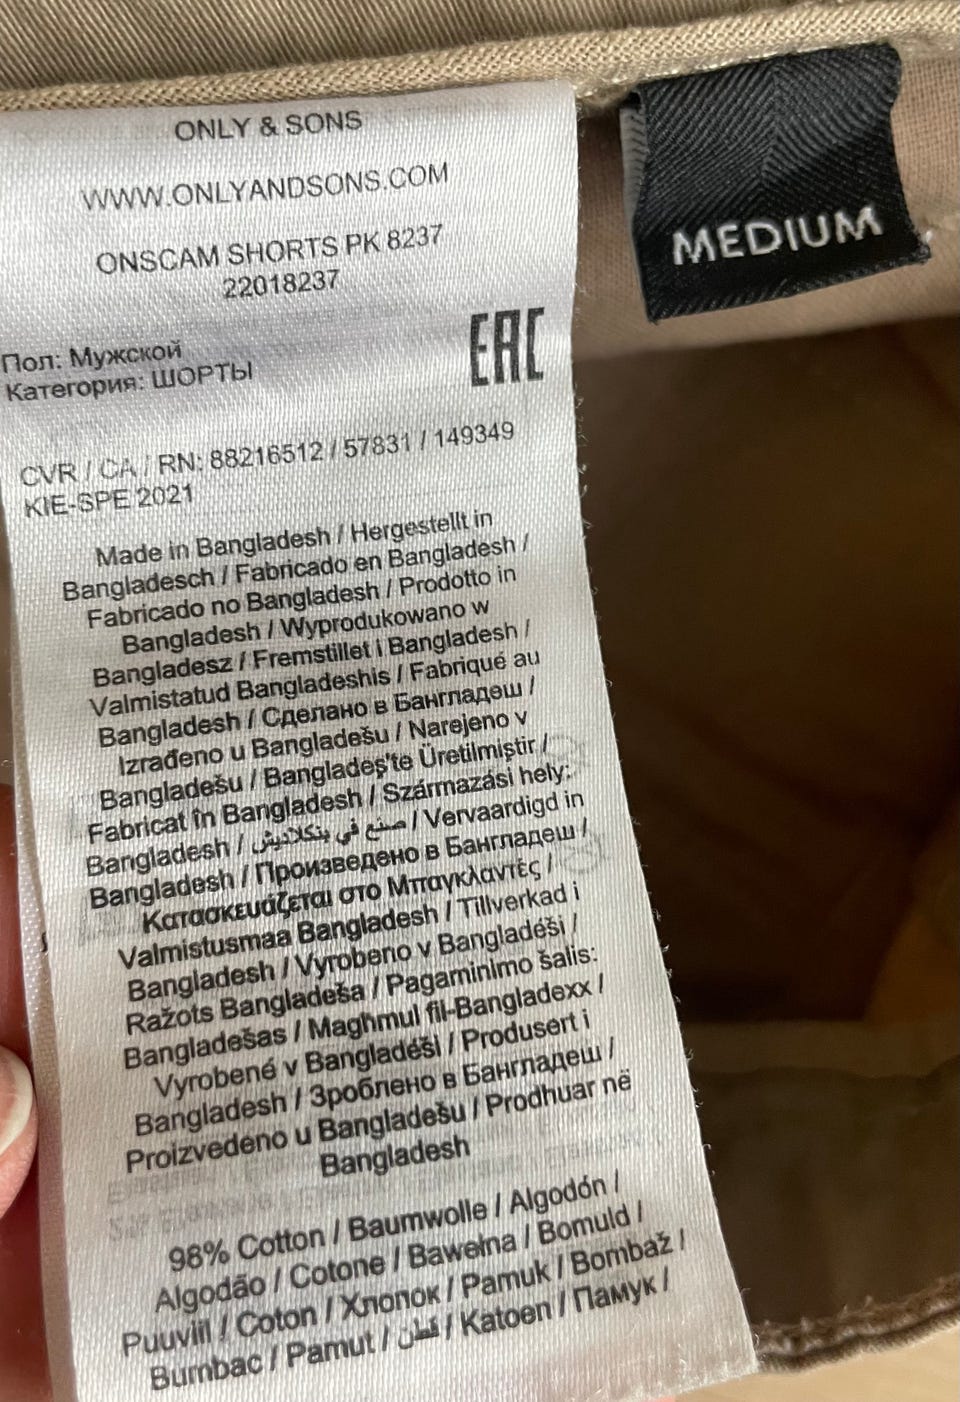 ONLY & SONS
WWW.ONLYANDSONS.COM
ONSCAM SHORTS PK 8237
22018237
MEDIUM
EAC
Пол: Мужской
Категория: ШОРТЫ
CVR / CA / RN: 88216512 / 57831 / 149349
KIE-SPE 2021
Made in Bangladesh / Hergestellt in
Bangladesch / Fabricado en Bangladesh /
Fabricado no Bangladesh / Prodotto in
Bangladesh / Wyprodukowano w
Bangladesz / Fremstillet i Bangladesh /
Valmistatud Bangladeshis / Fabriqué au
Bangladesh / Сделано в Бангладеш /
Izrađeno u Bangladešu / Narejeno v
Bangladešu / Bangladeş'te Üretilmiştir /
Fabricat în Bangladesh / Származási hely:
Bangladesh / صنع في بنكلاديش / Vervaardigd in
Bangladesh / Произведено в Бангладеш /
Κατασκευάζεται στο Μπαγκλαντές /
Valmistusmaa Bangladesh / Tillverkad i
Bangladesh / Vyrobeno v Bangladéši /
Ražots Bangladeša / Pagaminimo šalis:
Bangladešas / Magħmul fil-Bangladexx /
Vyrobené v Bangladéši / Produsert i
Bangladesh / Зроблено в Бангладеш /
Proizvedeno u Bangladešu / Prodhuar në
Bangladesh
98% Cotton / Baumwolle / Algodón /
Algodão / Cotone / Bawełna / Bomuld /
Puuvill / Coton / Хлопок / Pamuk / Bombaž /
Bumbac / Pamut / قطن / Katoen / Памук /